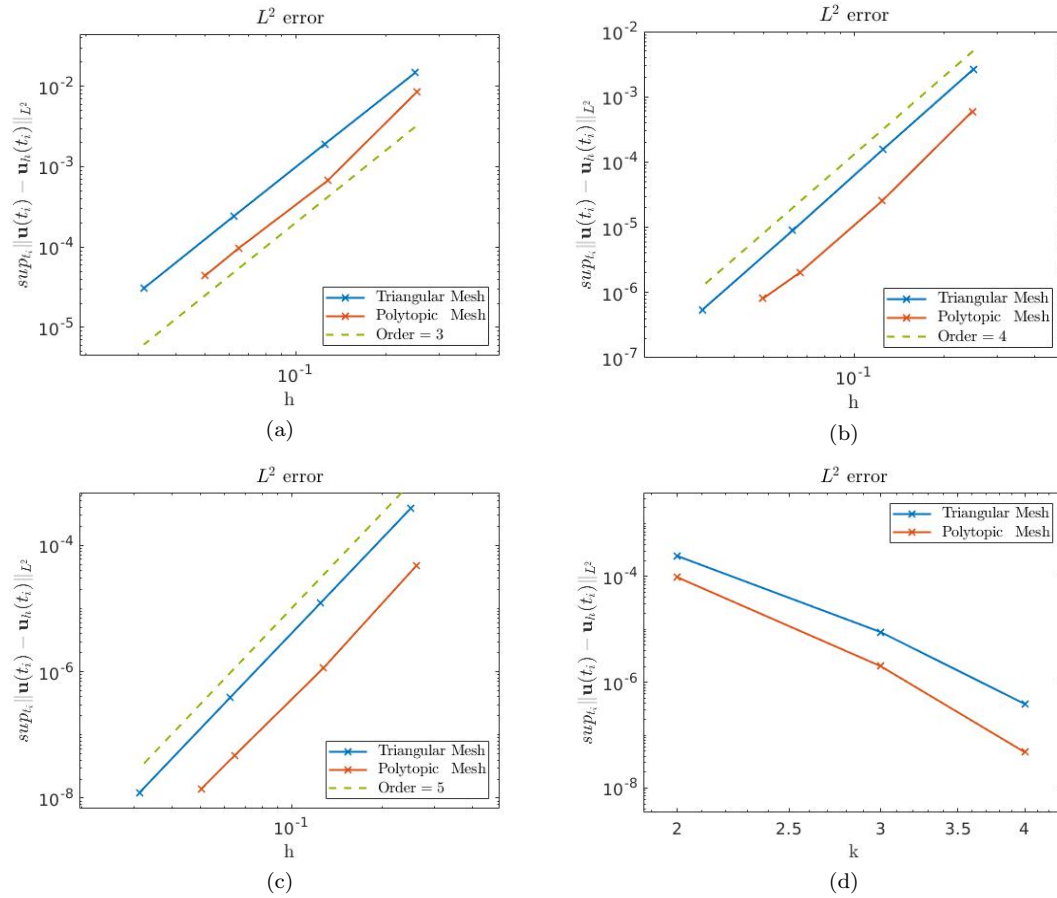 L² error
sup_{t_i}||u(t_i) − u_h(t_i)||_{L²}
10⁻²
10⁻³
10⁻⁴
10⁻⁵
Triangular Mesh
Polytopic Mesh
Order = 3
10⁻¹
h
(a)
L² error
sup_{t_i}||u(t_i) − u_h(t_i)||_{L²}
10⁻²
10⁻³
10⁻⁴
10⁻⁵
10⁻⁶
10⁻⁷
Triangular Mesh
Polytopic Mesh
Order = 4
10⁻¹
h
(b)
L² error
sup_{t_i}||u(t_i) − u_h(t_i)||_{L²}
10⁻⁴
10⁻⁶
10⁻⁸
Triangular Mesh
Polytopic Mesh
Order = 5
10⁻¹
h
(c)
L² error
sup_{t_i}||u(t_i) − u_h(t_i)||_{L²}
Triangular Mesh
Polytopic Mesh
10⁻⁴
10⁻⁶
10⁻⁸
2 2.5 3 3.5 4
k
(d)